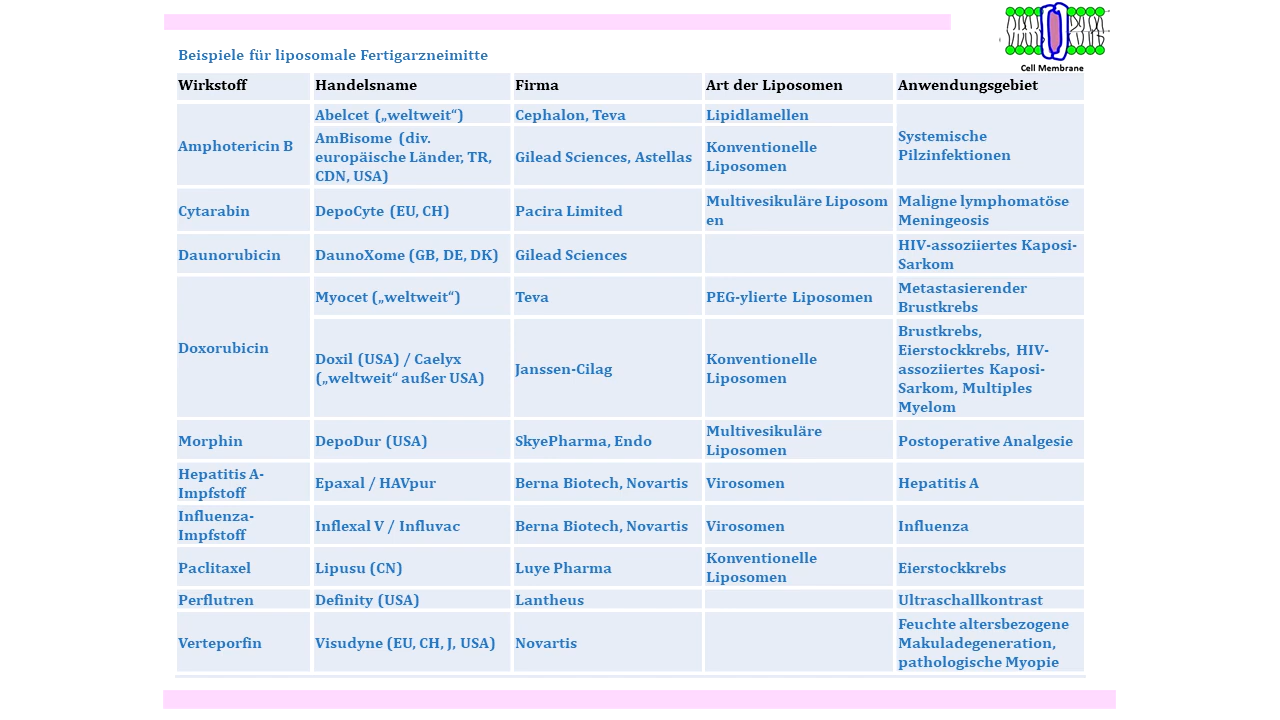 Cell Membrane
Beispiele für liposomale Fertigarzneimitte
Wirkstoff Handelsname Firma Art der Liposomen Anwendungsgebiet
Amphotericin B
Abelcet („weltweit“) Cephalon, Teva Lipidlamellen
AmBisome (div.
europäische Länder, TR,
CDN, USA)
Gilead Sciences, Astellas
Konventionelle
Liposomen
Systemische
Pilzinfektionen
Cytarabin
DepoCyte (EU, CH)
Pacira Limited
Multivesikuläre Liposom
en
Maligne lymphomatöse
Meningeosis
Daunorubicin
DaunoXome (GB, DE, DK)
Gilead Sciences
HIV-assoziiertes Kaposi-
Sarkom
Doxorubicin
Myocet („weltweit“)
Teva
PEG-ylierte Liposomen
Metastasierender
Brustkrebs
Doxil (USA) / Caelyx
(„weltweit“ außer USA)
Janssen-Cilag
Konventionelle
Liposomen
Brustkrebs,
Eierstockkrebs, HIV-
assoziiertes Kaposi-
Sarkom, Multiples
Myelom
Morphin
DepoDur (USA)
SkyePharma, Endo
Multivesikuläre
Liposomen
Postoperative Analgesie
Hepatitis A-
Impfstoff
Epaxal / HAVpur
Berna Biotech, Novartis
Virosomen
Hepatitis A
Influenza-
Impfstoff
Inflexal V / Influvac
Berna Biotech, Novartis
Virosomen
Influenza
Paclitaxel
Lipusu (CN)
Luye Pharma
Konventionelle
Liposomen
Eierstockkrebs
Perflutren
Definity (USA)
Lantheus
Ultraschallkontrast
Verteporfin
Visudyne (EU, CH, J, USA)
Novartis
Feuchte altersbezogene
Makuladegeneration,
pathologische Myopie